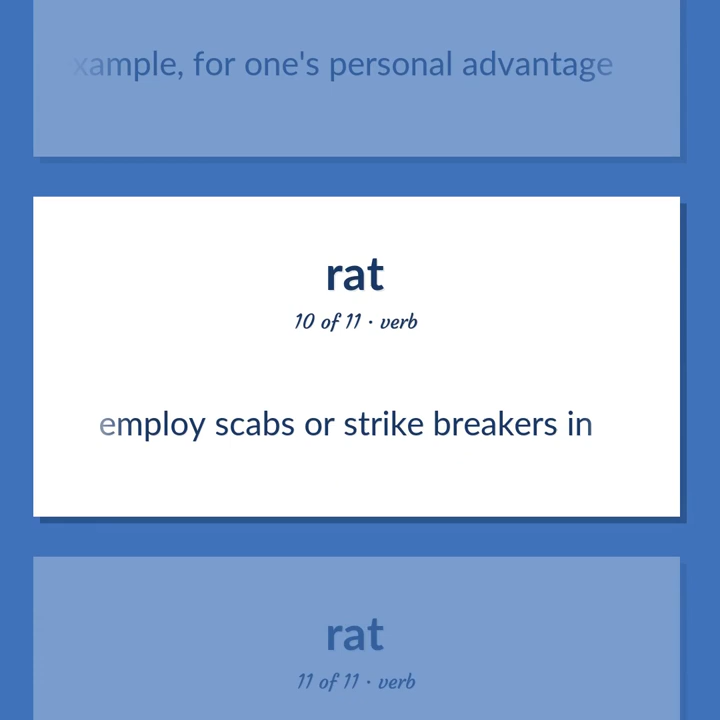 xample, for one's personal advantage
rat
10 of 11 · verb
employ scabs or strike breakers in
rat
11 of 11 · verb